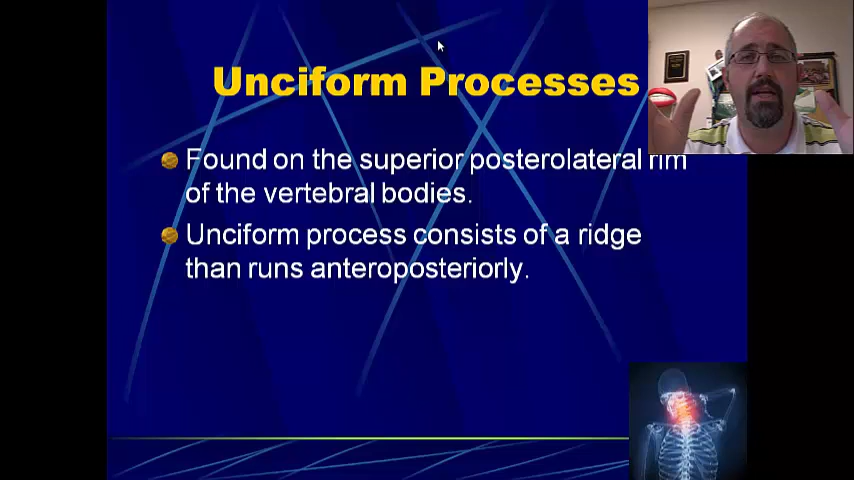 Unciform Processes
Found on the superior posterolateral rim
of the vertebral bodies.
Unciform process consists of a ridge
than runs anteroposteriorly.